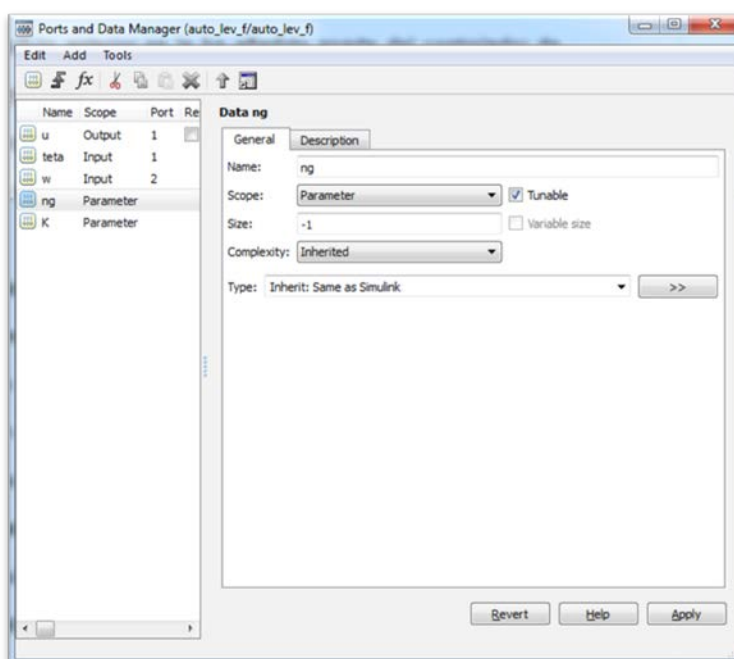 Ports and Data Manager (auto_lev_f/auto_lev_f)
Edit Add Tools
fx
Name Scope Port Re
u Output 1
teta Input 1
w Input 2
ng Parameter
K Parameter
Data ng
General Description
Name: ng
Scope: Parameter Tunable
Size: -1 Variable size
Complexity: Inherited
Type: Inherit: Same as Simulink >>
Revert Help Apply